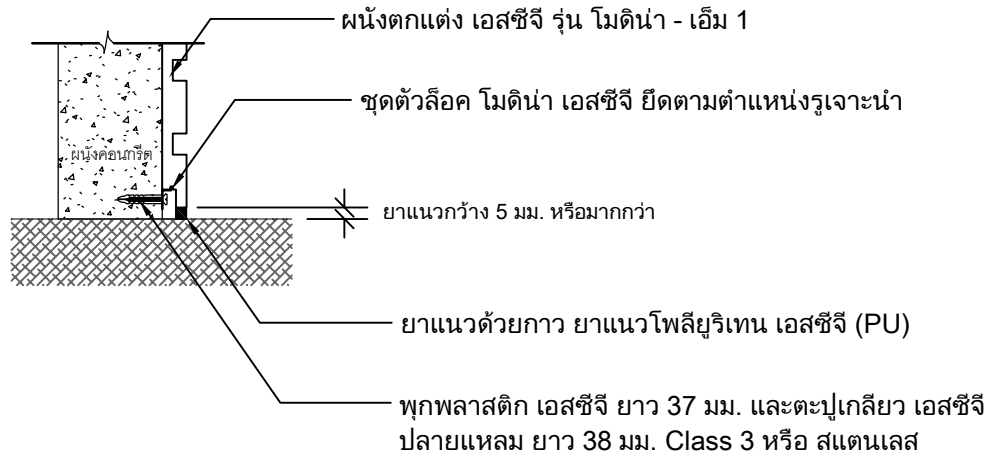 ผนังตกแต่ง เอสซีจี รุ่น โมดิน่า - เอ็ม 1
ชุดตัวล็อค โมดิน่า เอสซีจี ยึดตามตำแหน่งรูเจาะนำ
ผนังคอนกรีต
ยาแนวกว้าง 5 มม. หรือมากกว่า
ยาแนวด้วยกาว ยาแนวโพลียูริเทน เอสซีจี (PU)
พุกพลาสติก เอสซีจี ยาว 37 มม. และตะปูเกลียว เอสซีจี
ปลายแหลม ยาว 38 มม. Class 3 หรือ สแตนเลส